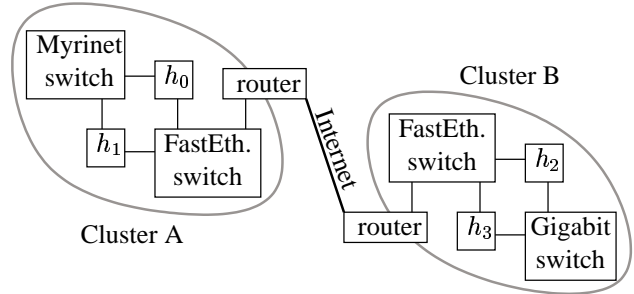 Myrinet
switch
h₀
router
h₁
FastEth.
switch
Cluster A
Internet
Cluster B
FastEth.
switch
h₂
router
h₃
Gigabit
switch